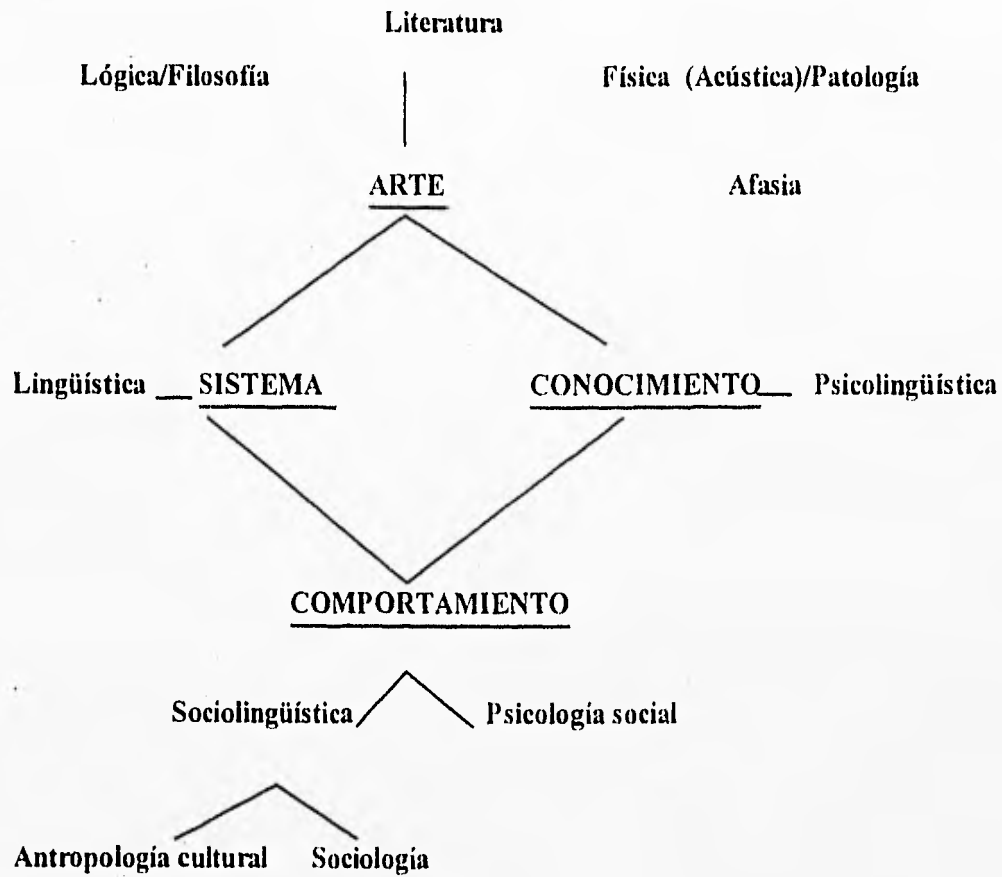 Literatura
Lógica/Filosofía Física (Acústica)/Patología
ARTE Afasia
Lingüística SISTEMA CONOCIMIENTO Psicolingüística
COMPORTAMIENTO
Sociolingüística Psicología social
Antropología cultural Sociología